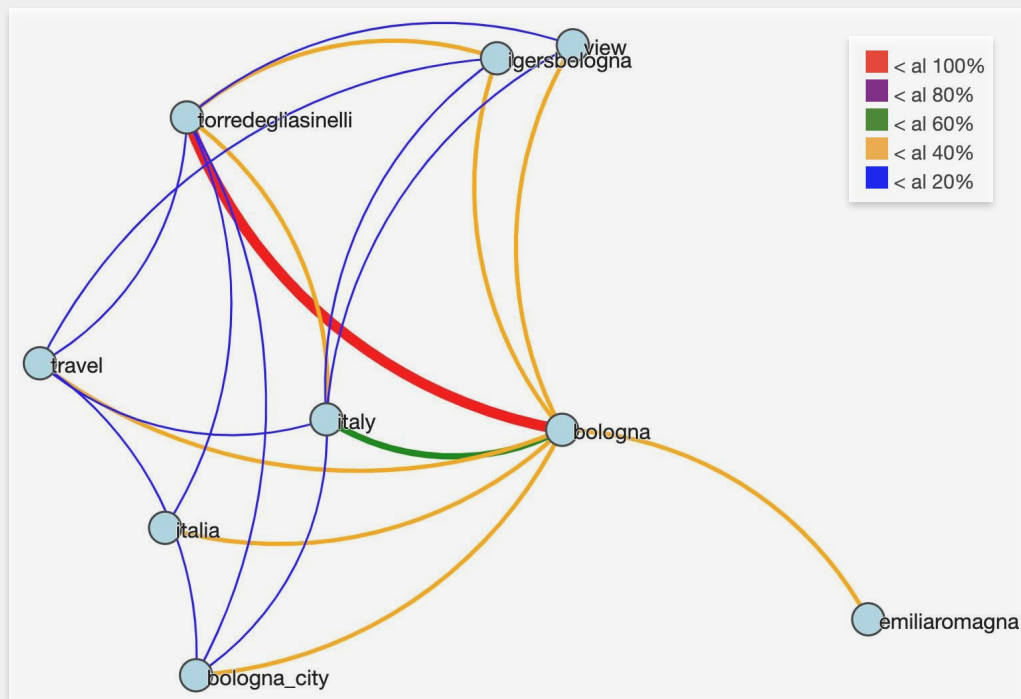 view
igersbologna
< al 100%
< al 80%
torredegliasinelli
< al 60%
< al 40%
< al 20%
travel
italy
bologna
italia
emiliaromagna
bologna_city